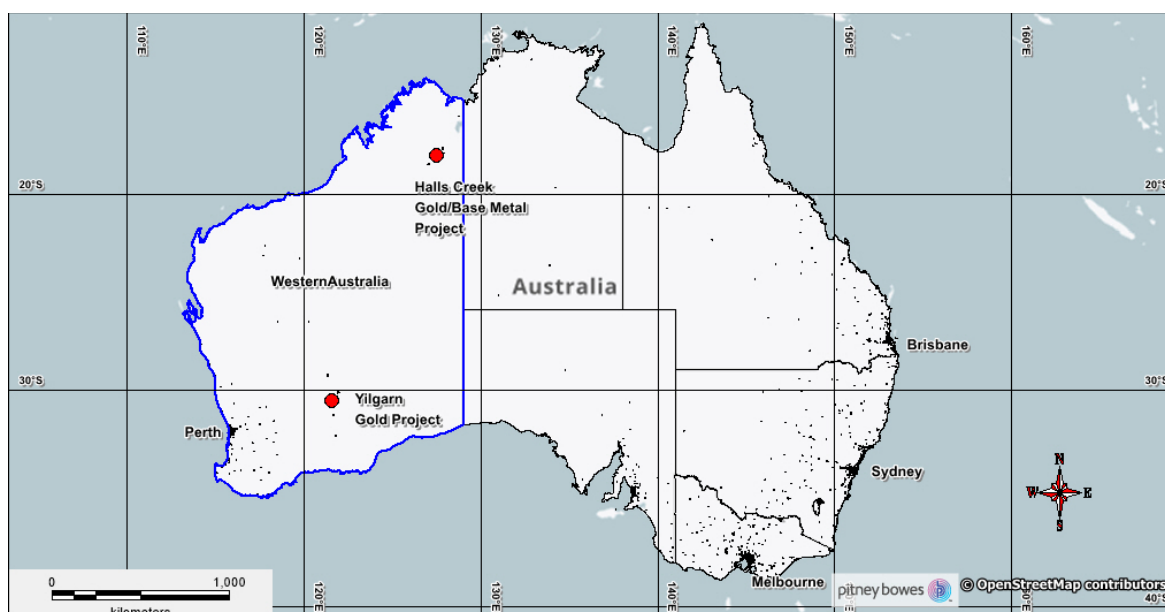 110°E
120°E
130°E
140°E
150°E
160°E
Halls Creek
Gold/Base Metal
Project
20°S
20°S
WesternAustralia
Australia
Brisbane
30°S
30°S
Yilgarn
Gold Project
Perth
Sydney
N
W
E
S
Melbourne
0
1,000
kilometers
120°E
130°E
140°E
150°E
160°E
40°S
pitney bowes
© OpenStreetMap contributors